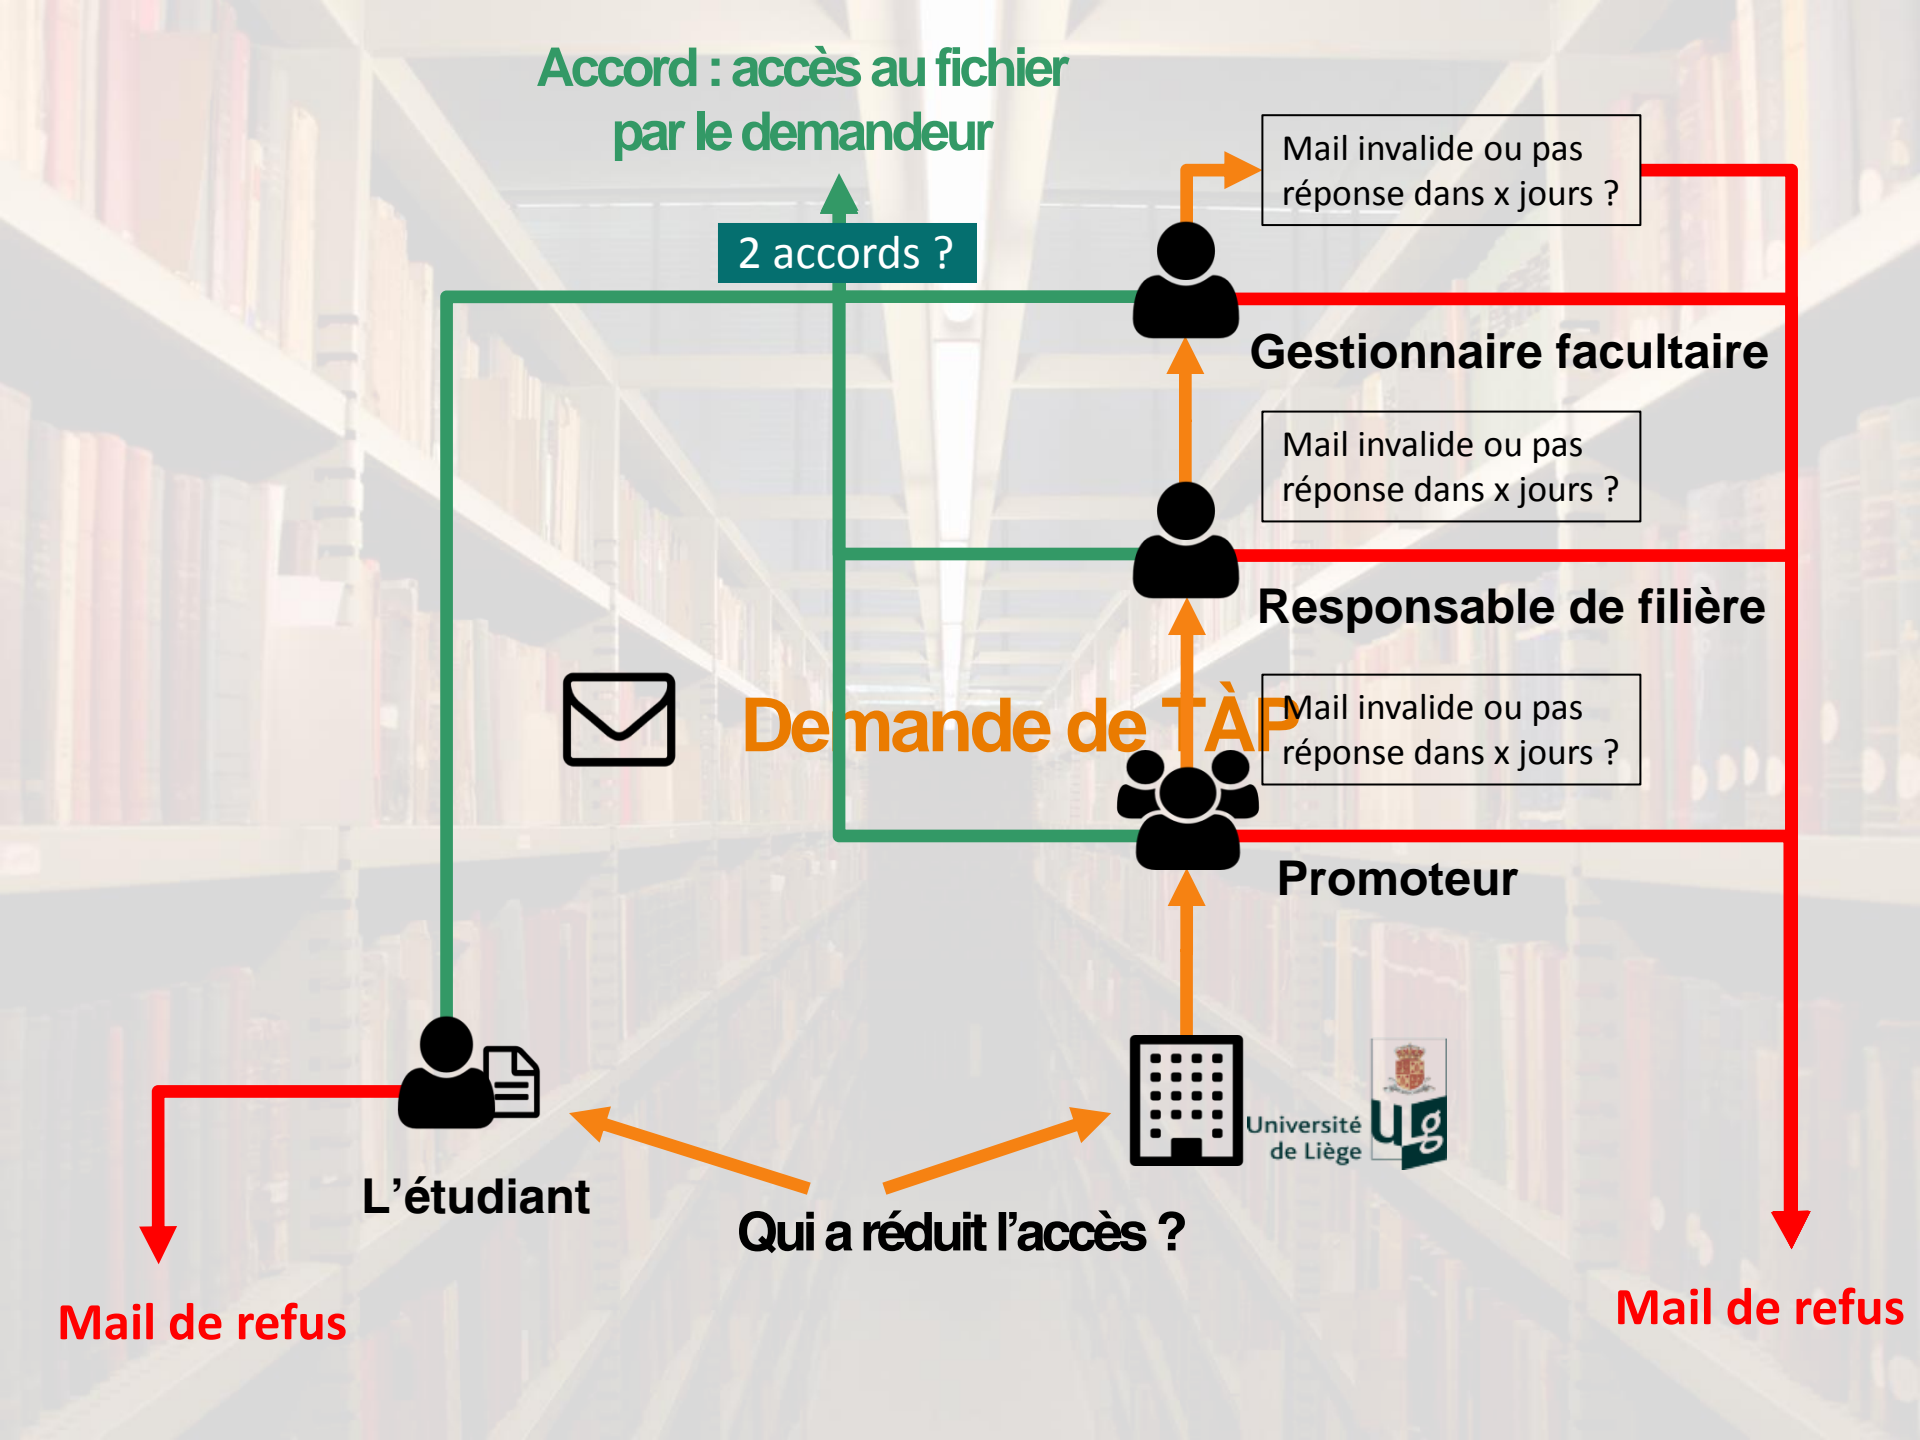 Accord : accès au fichier
par le demandeur
Mail invalide ou pas
réponse dans x jours ?
2 accords ?
Gestionnaire facultaire
Mail invalide ou pas
réponse dans x jours ?
Responsable de filière
Demande de TÀP
Mail invalide ou pas
réponse dans x jours ?
Promoteur
Université
de Liège
ULg
L’étudiant
Qui a réduit l’accès ?
Mail de refus
Mail de refus